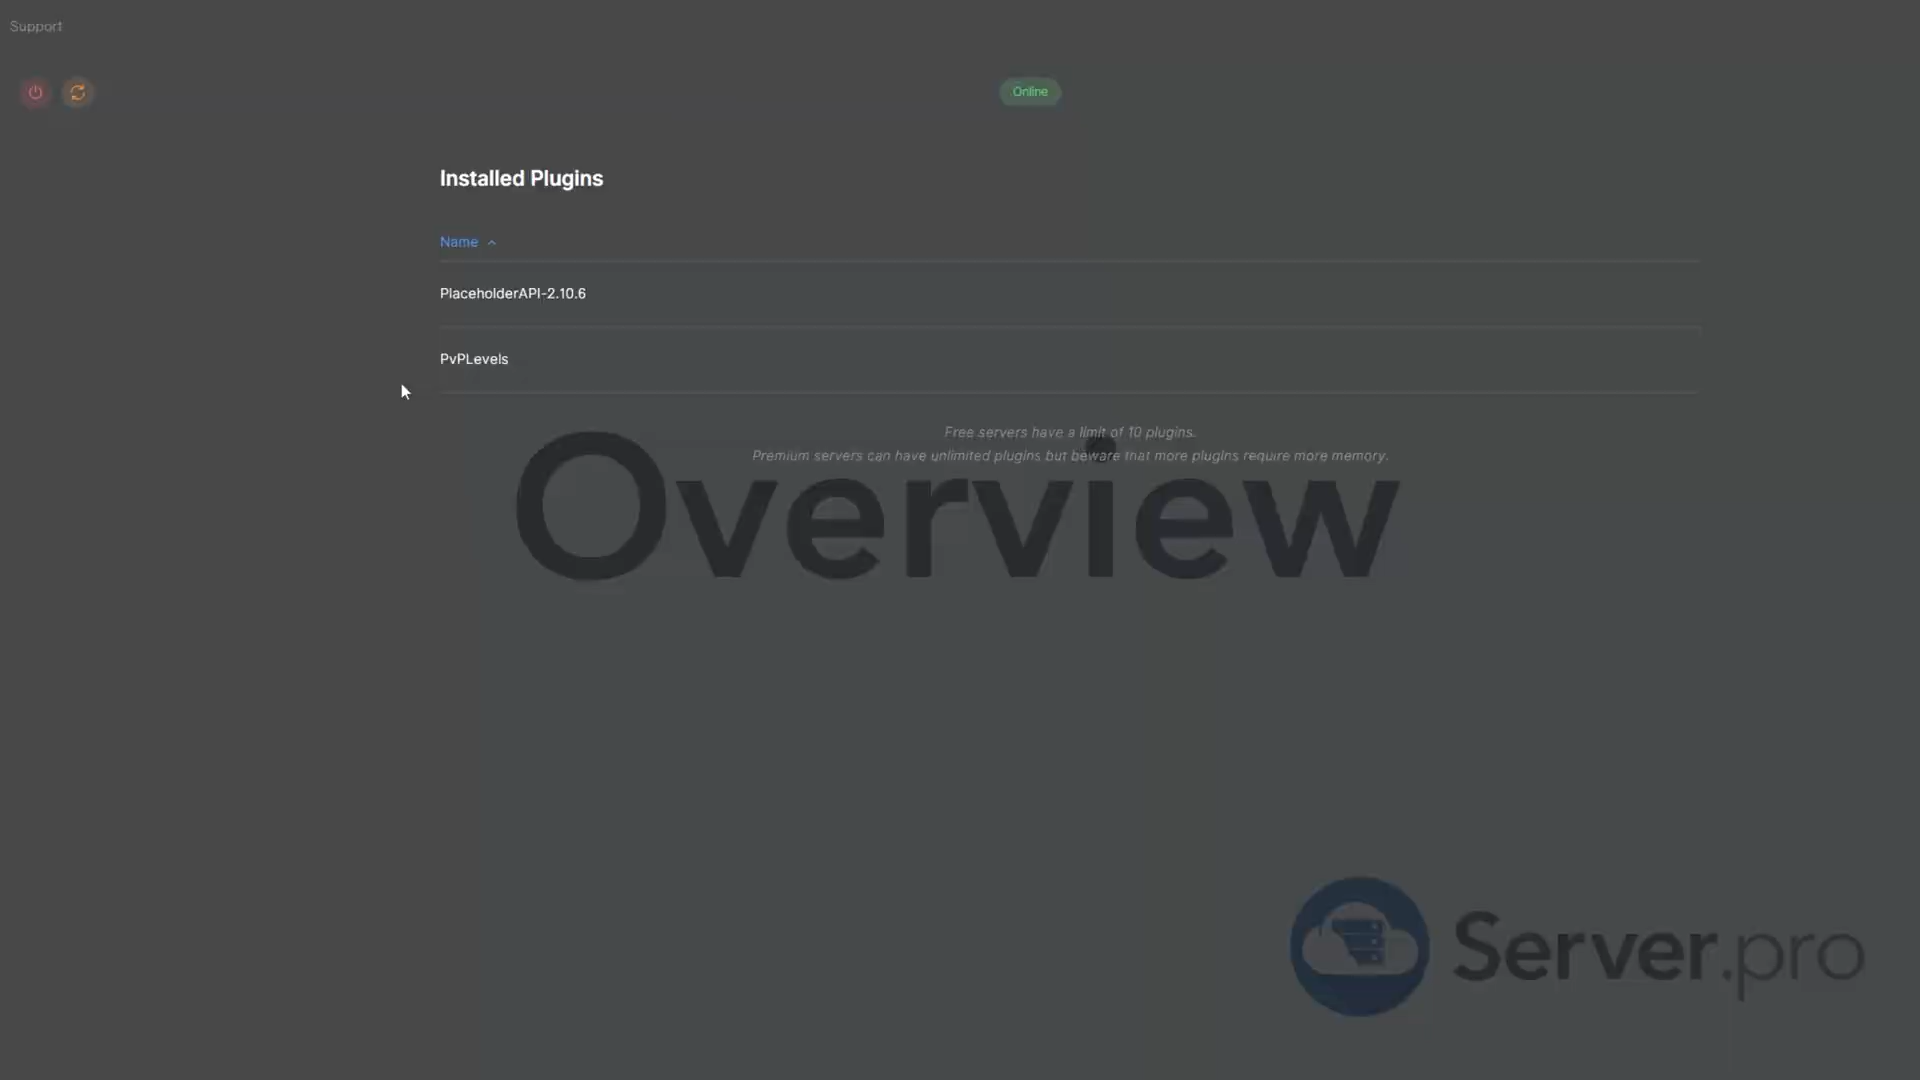 Support
Online
Installed Plugins
Name
PlaceholderAPI-2.10.6
PvPLevels
Free servers have a limit of 10 plugins.
Premium servers can have unlimited plugins but beware that more plugins require more memory.
Overview
Server.pro